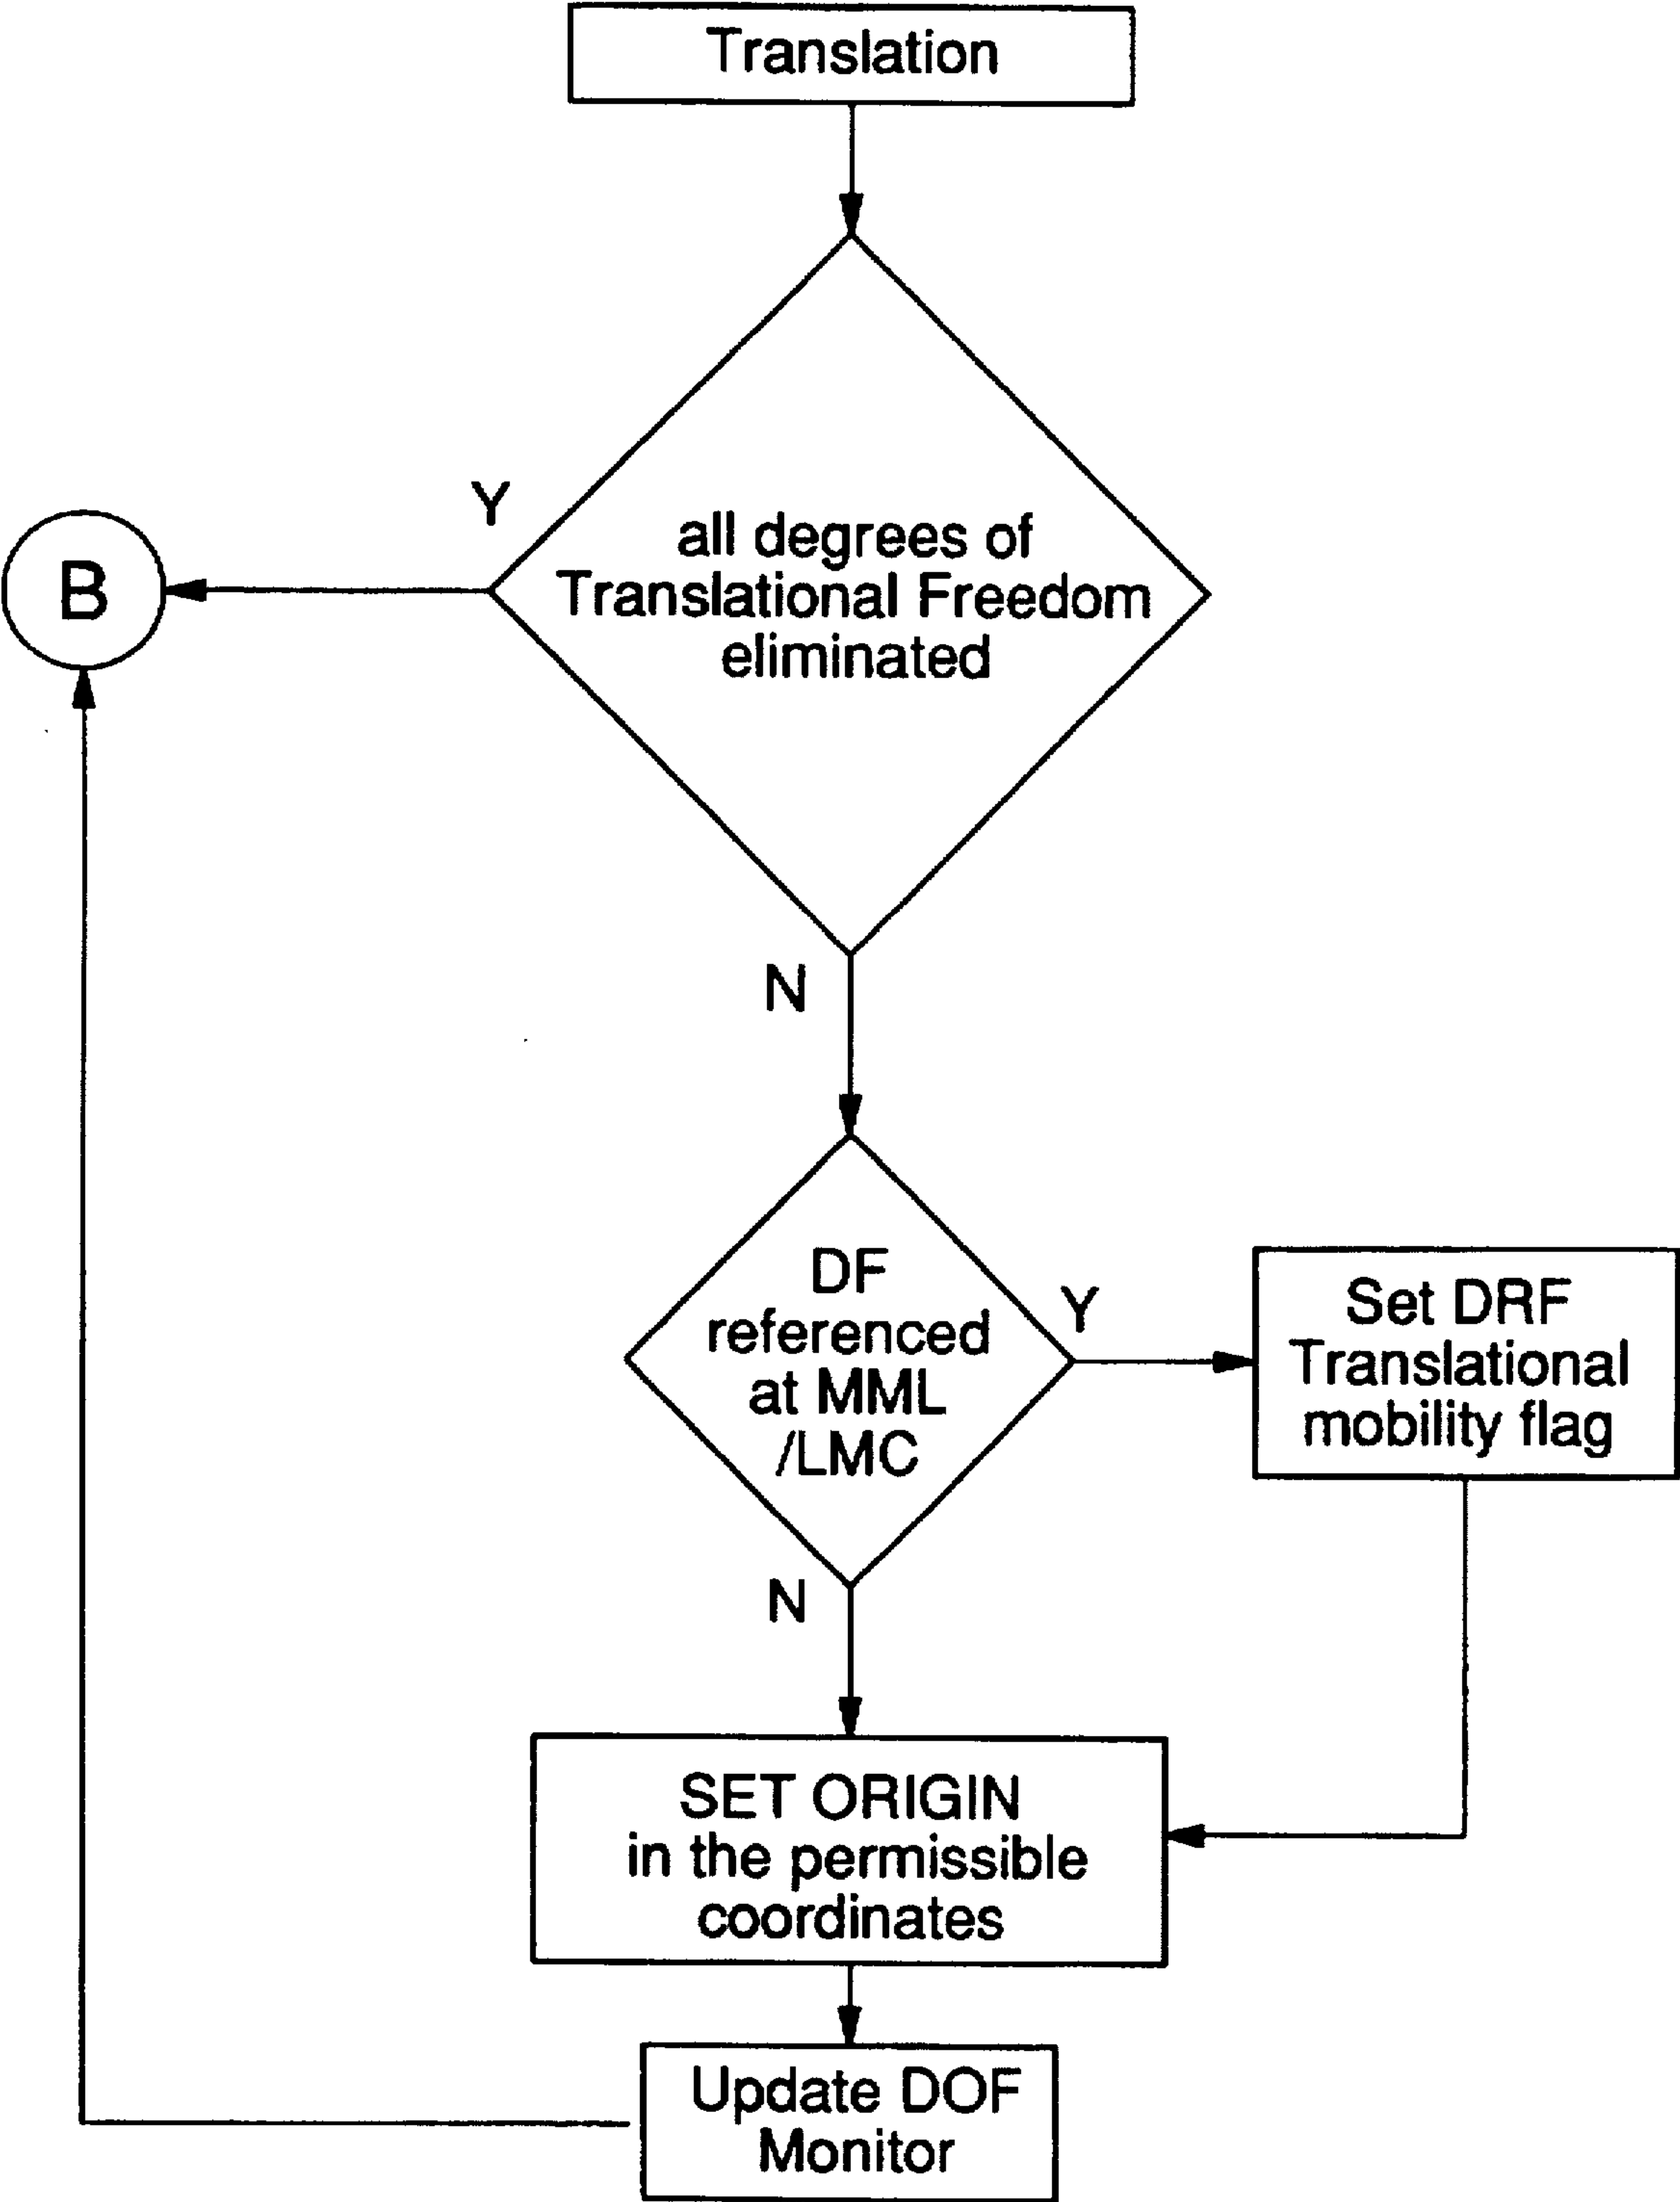 Translation
Y
all degrees of
Translational Freedom
eliminated
B
N
DF
referenced
at MML
/LMC
Y
Set DRF
Translational
mobility flag
N
SET ORIGIN
in the permissible
coordinates
Update DOF
Monitor